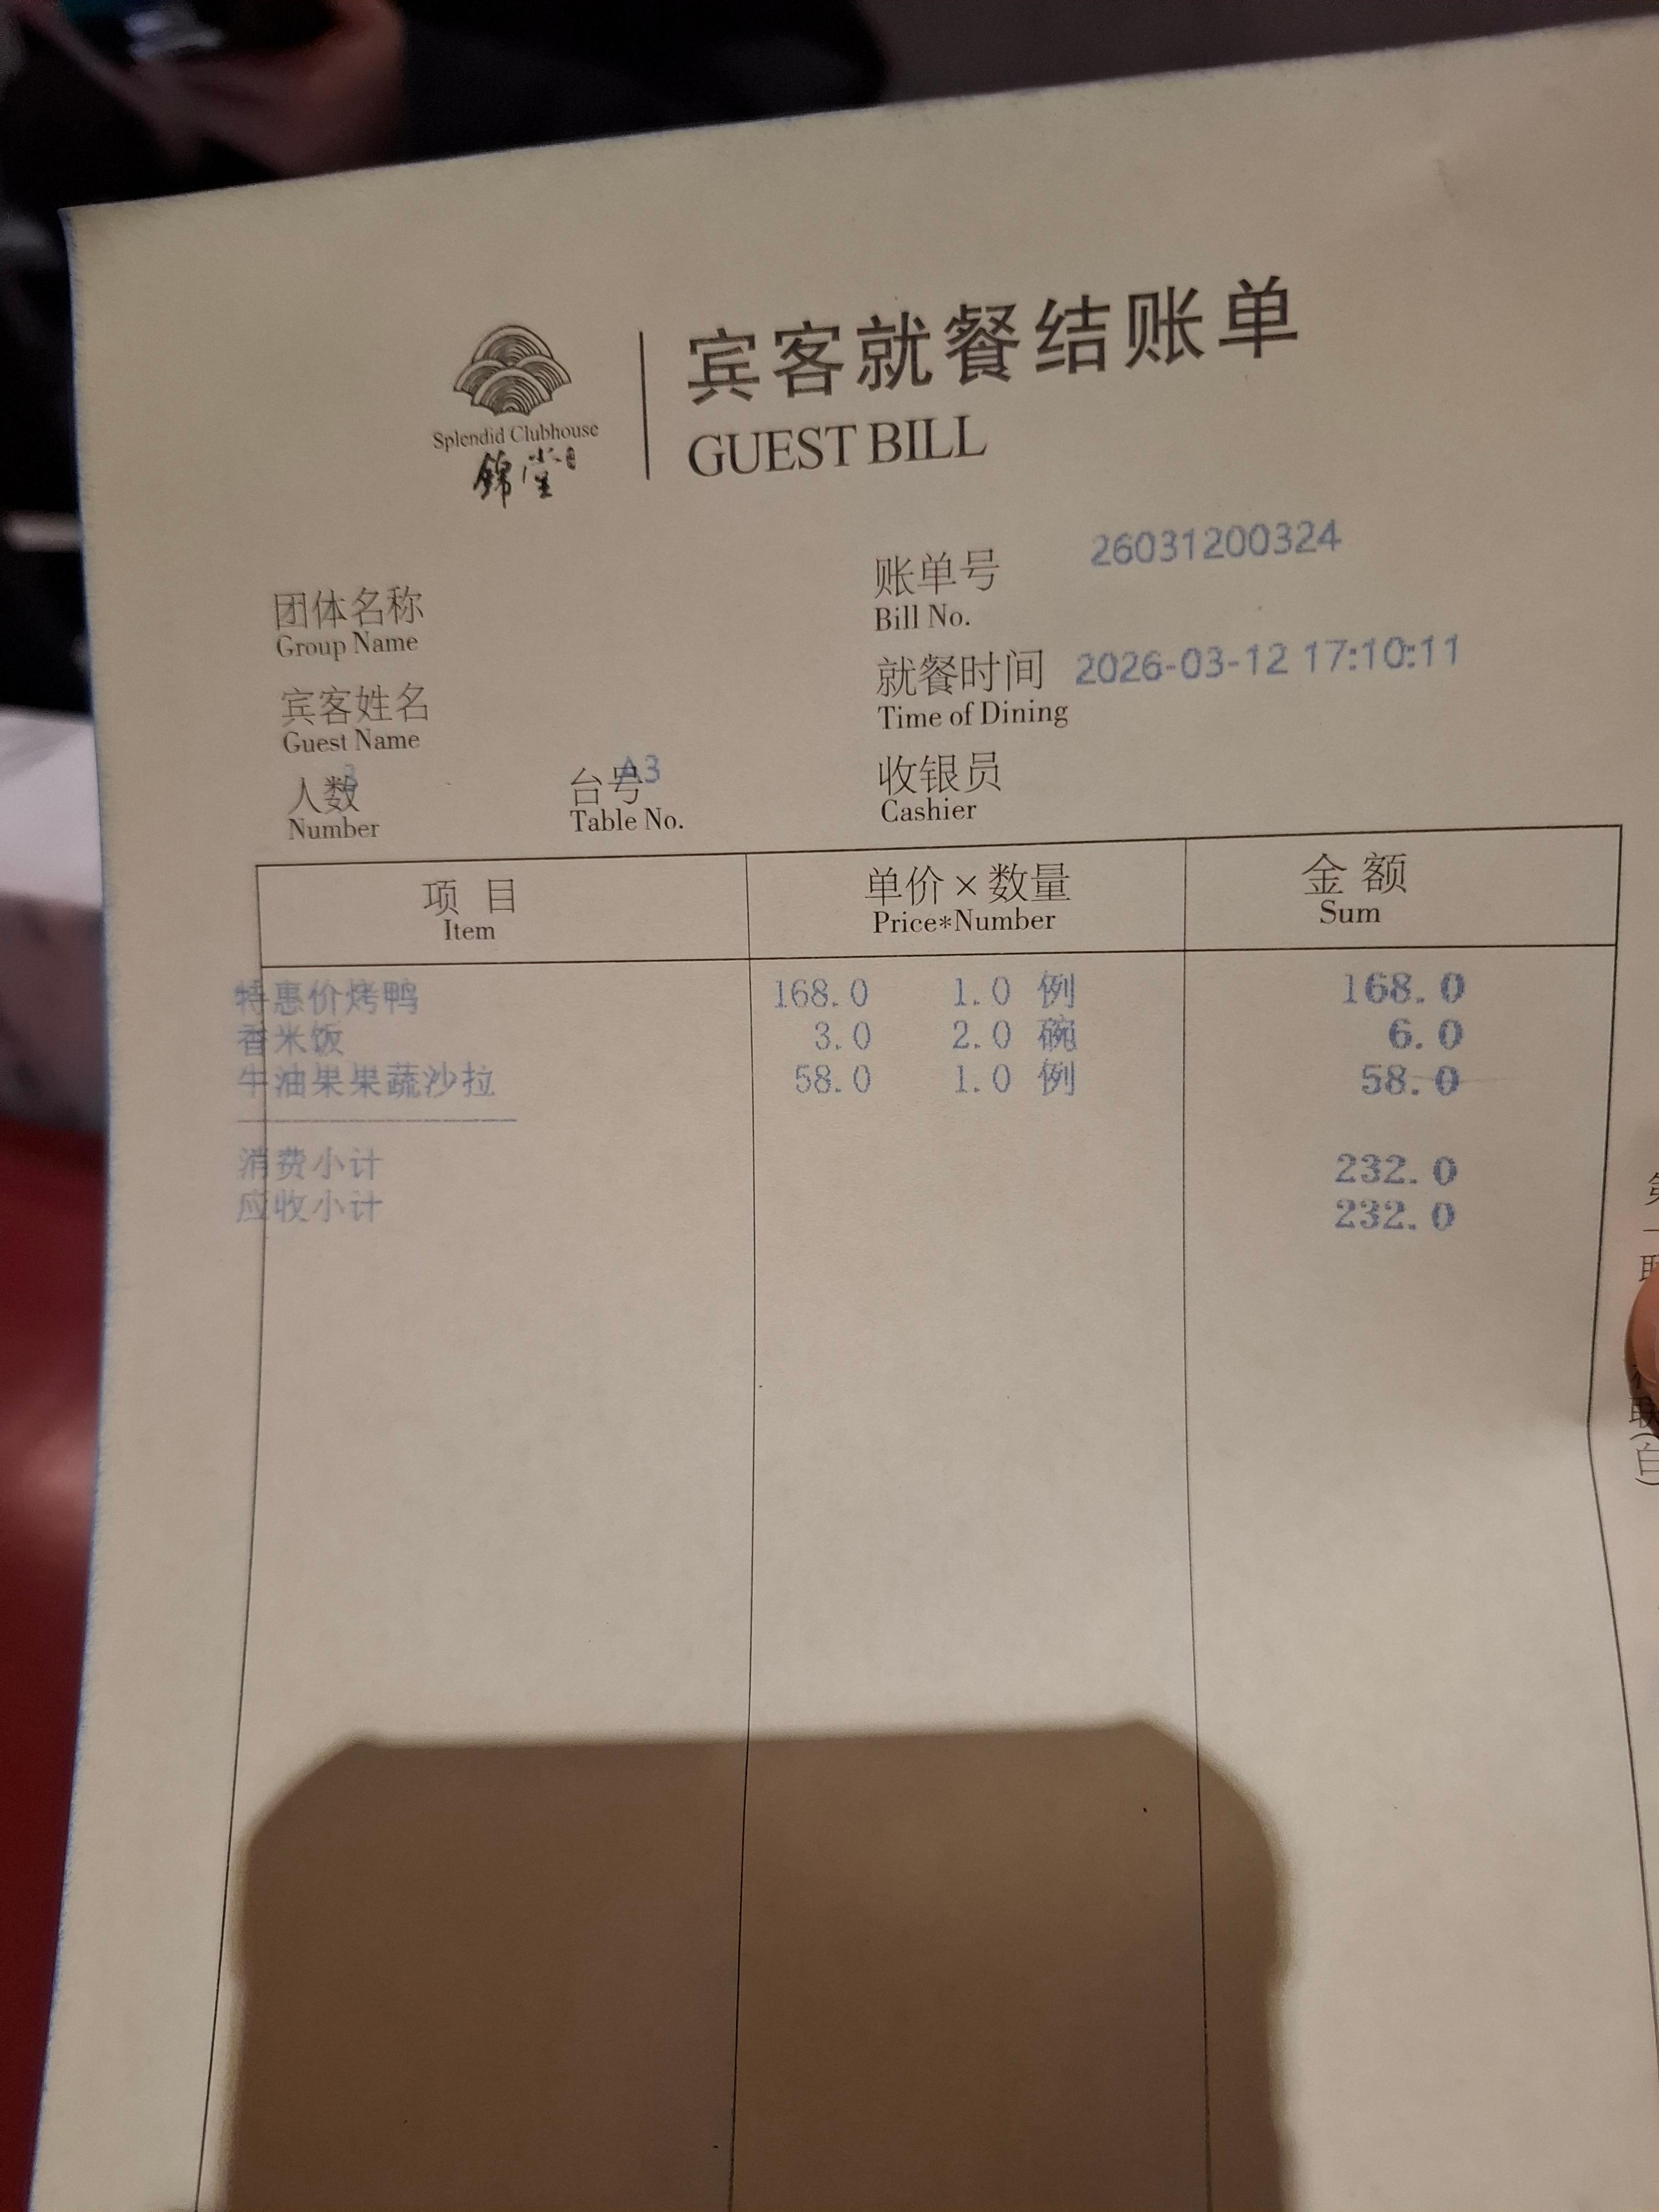 Splendid Clubhouse
錦堂
宾客就餐结账单
GUEST BILL
账单号 26031200324
Bill No.
团体名称
Group Name
就餐时间 2026-03-12 17:10:11
Time of Dining
宾客姓名
Guest Name
人数 3
Number
台号 A3
Table No.
收银员
Cashier
项目 单价×数量 金额
Item Price*Number Sum
特惠价烤鸭 168.0 1.0 例 168.0
香米饭 3.0 2.0 碗 6.0
牛油果果蔬沙拉 58.0 1.0 例 58.0
消费小计 232.0
应收小计 232.0
联(白)